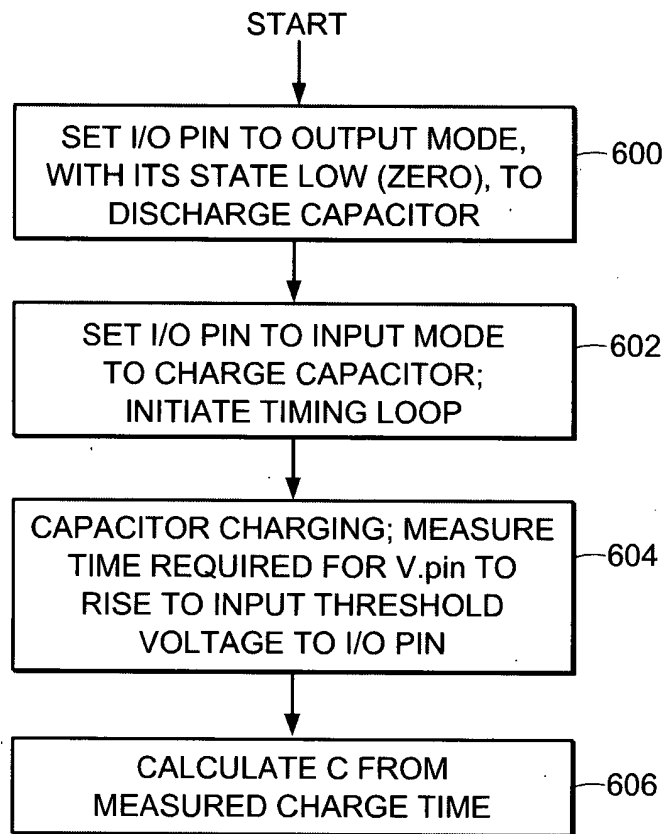 START
SET I/O PIN TO OUTPUT MODE,
WITH ITS STATE LOW (ZERO), TO
DISCHARGE CAPACITOR
600
SET I/O PIN TO INPUT MODE
TO CHARGE CAPACITOR;
INITIATE TIMING LOOP
602
CAPACITOR CHARGING; MEASURE
TIME REQUIRED FOR V.pin TO
RISE TO INPUT THRESHOLD
VOLTAGE TO I/O PIN
604
CALCULATE C FROM
MEASURED CHARGE TIME
606